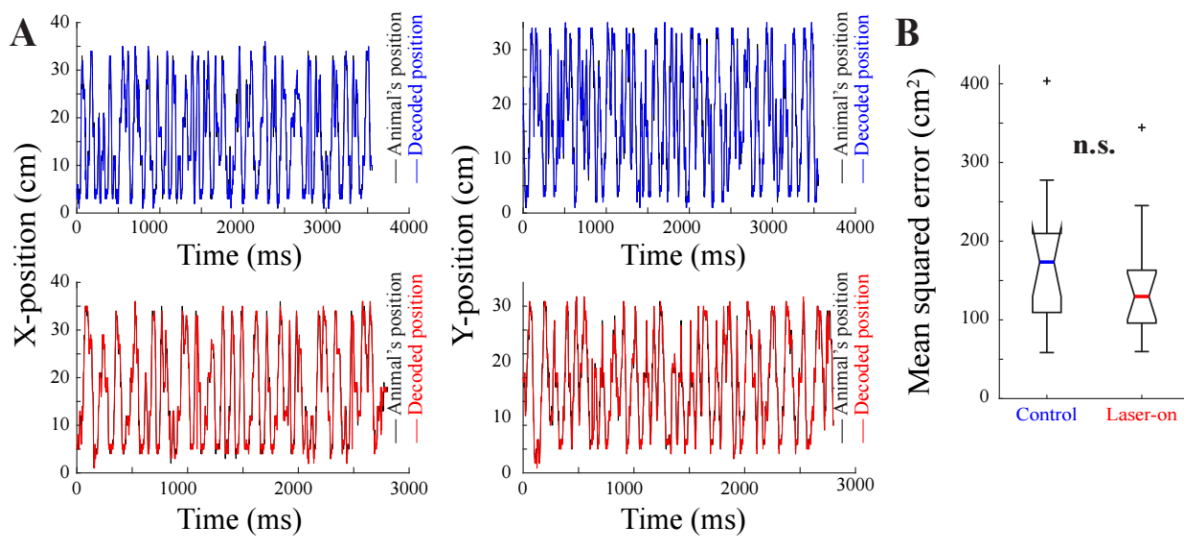 A
X-position (cm)
40
30
20
10
0
0
1000
2000
3000
4000
Time (ms)
Animal's position
Decoded position
Y-position (cm)
30
20
10
0
0
1000
2000
3000
4000
Time (ms)
Animal's position
Decoded position
40
30
20
10
0
0
1000
2000
3000
Time (ms)
Animal's position
Decoded position
30
20
10
0
0
1000
2000
3000
Time (ms)
Animal's position
Decoded position
B
Mean squared error (cm²)
400
300
200
100
0
n.s.
Control
Laser-on